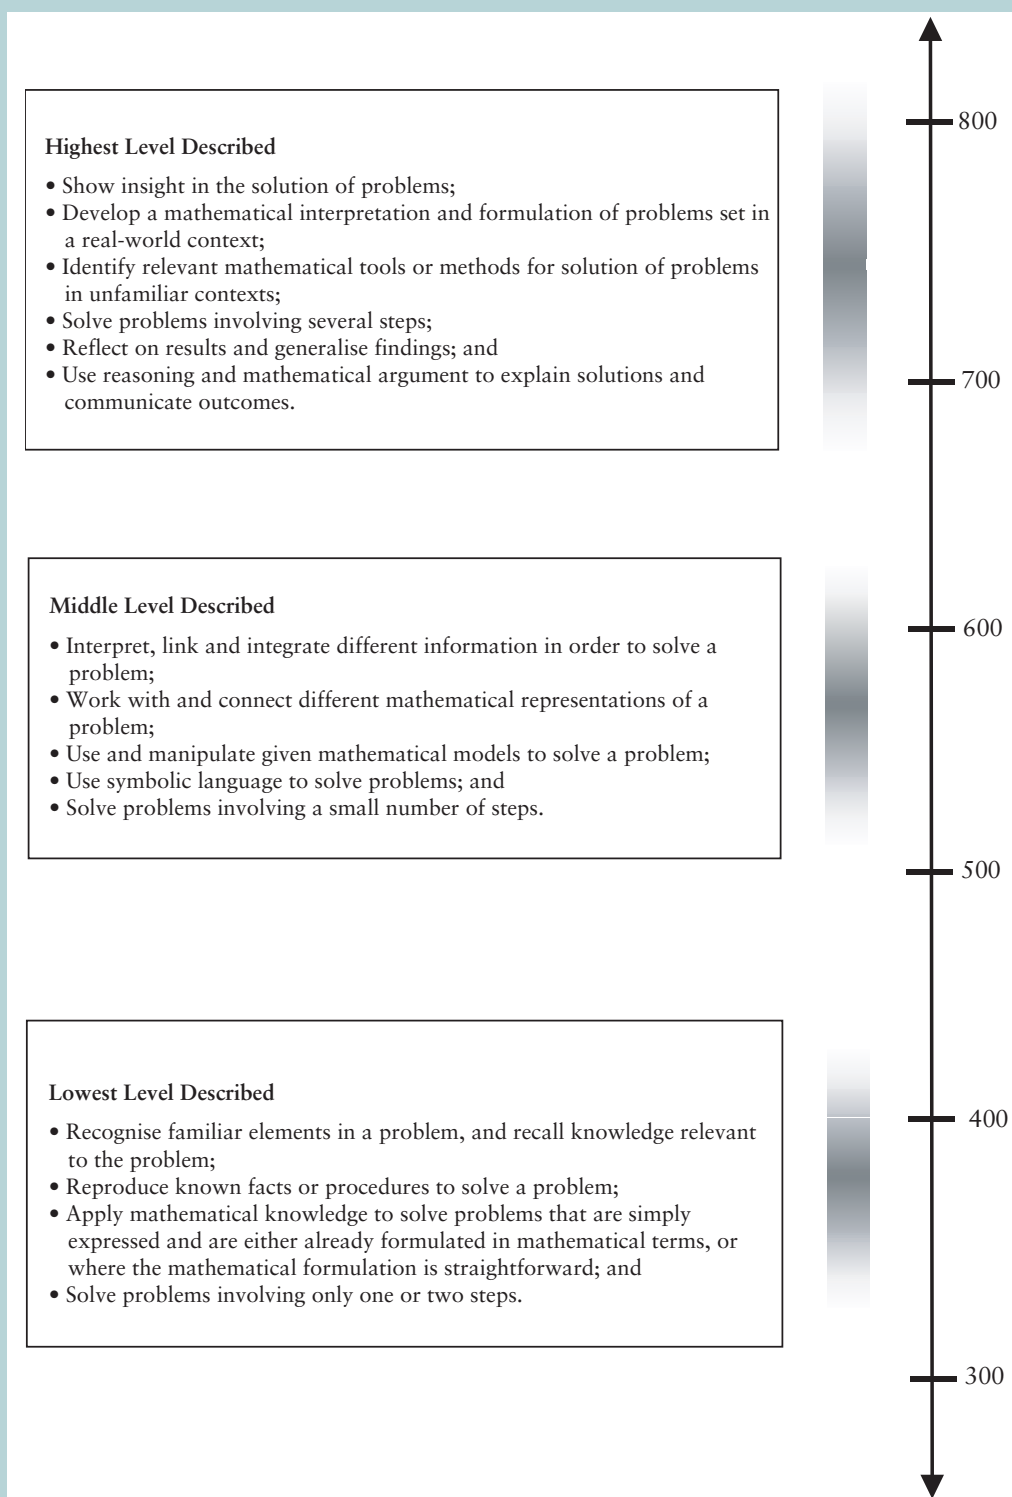 800
Highest Level Described
• Show insight in the solution of problems;
• Develop a mathematical interpretation and formulation of problems set in
a real-world context;
• Identify relevant mathematical tools or methods for solution of problems
in unfamiliar contexts;
• Solve problems involving several steps;
• Reflect on results and generalise findings; and
• Use reasoning and mathematical argument to explain solutions and
communicate outcomes.
700
Middle Level Described
600
• Interpret, link and integrate different information in order to solve a
problem;
• Work with and connect different mathematical representations of a
problem;
• Use and manipulate given mathematical models to solve a problem;
• Use symbolic language to solve problems; and
• Solve problems involving a small number of steps.
500
Lowest Level Described
400
• Recognise familiar elements in a problem, and recall knowledge relevant
to the problem;
• Reproduce known facts or procedures to solve a problem;
• Apply mathematical knowledge to solve problems that are simply
expressed and are either already formulated in mathematical terms, or
where the mathematical formulation is straightforward; and
• Solve problems involving only one or two steps.
300